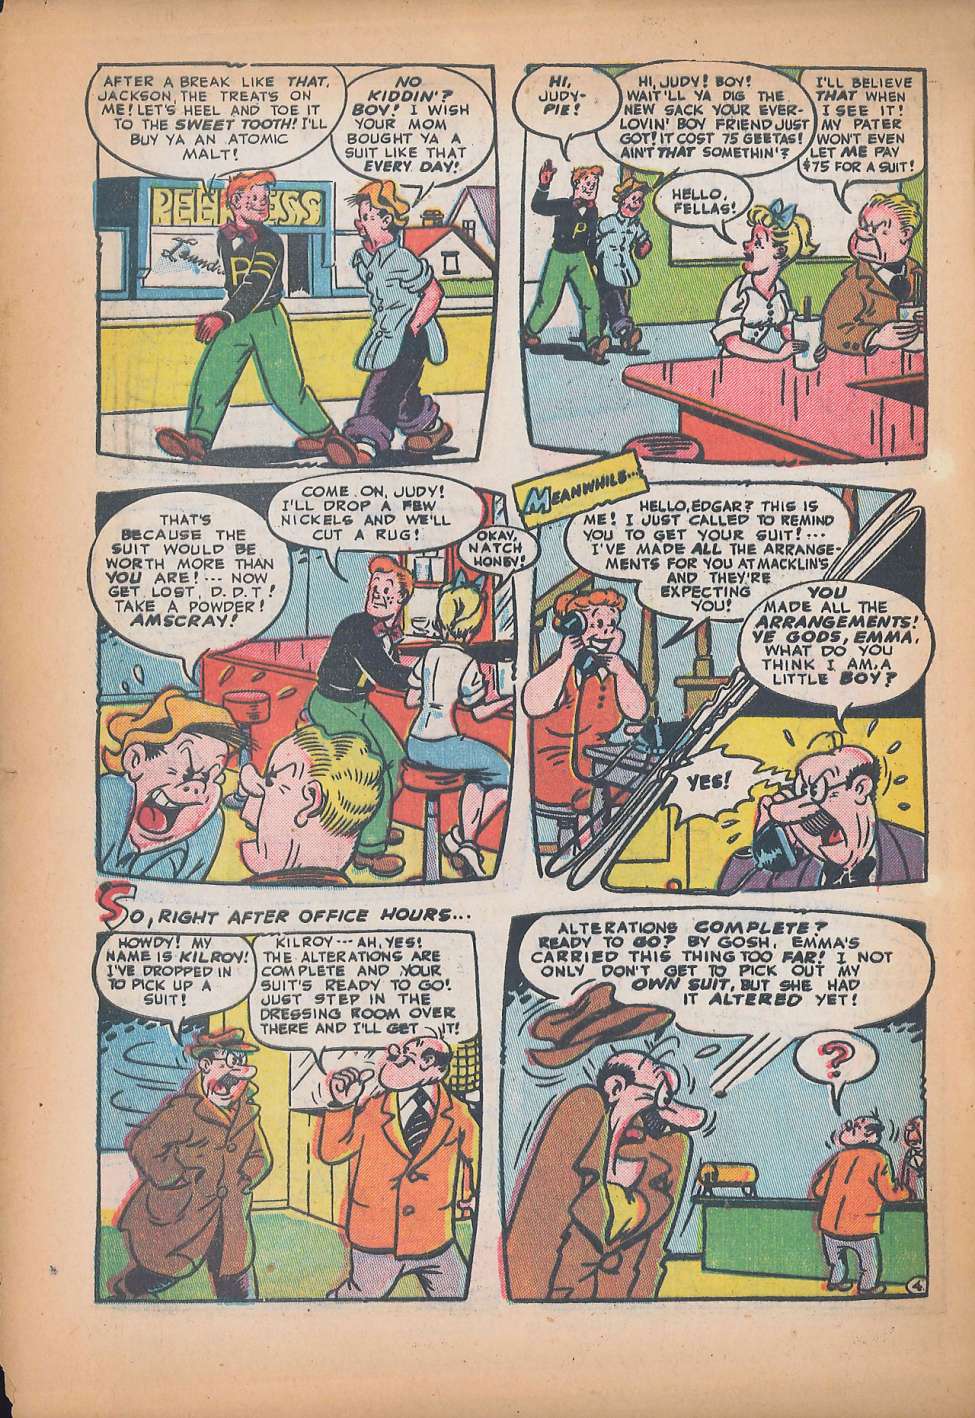 AFTER A BREAK LIKE THAT,
JACKSON, THE TREAT'S ON
ME! LET'S HEEL AND TOE IT
TO THE SWEET TOOTH! I'LL
BUY YA AN ATOMIC
MALT!
NO
KIDDIN'?
BOY! I WISH
YOUR MOM
BOUGHT YA A
SUIT LIKE THAT
EVERY DAY!
PEERLESS
P
HI,
JUDY-
PIE!
HI, JUDY! BOY!
WAIT'LL YA DIG THE
NEW SACK YOUR EVER-
LOVIN' BOY FRIEND JUST
GOT! IT COST 75 GEETAS!
AIN'T THAT SOMETHIN'?
HELLO,
FELLAS!
I'LL BELIEVE
THAT WHEN
I SEE IT!
MY PATER
WON'T EVEN
LET ME PAY
$75 FOR A SUIT!
P
THAT'S
BECAUSE THE
SUIT WOULD BE
WORTH MORE THAN
YOU ARE!... NOW
GET LOST, D.D.T.!
TAKE A POWDER!
AMSCRAY!
COME ON, JUDY!
I'LL DROP A FEW
NICKELS AND WE'LL
CUT A RUG!
OKAY,
NATCH
HONEY!
MEANWHILE...
HELLO, EDGAR? THIS IS
ME! I JUST CALLED TO REMIND
YOU TO GET YOUR SUIT!...
I'VE MADE ALL THE ARRANGE-
MENTS FOR YOU AT MACKLIN'S
AND THEY'RE
EXPECTING
YOU!
YOU
MADE ALL THE
ARRANGEMENTS!
YE GODS, EMMA,
WHAT DO YOU
THINK I AM, A
LITTLE BOY?
YES!
SO, RIGHT AFTER OFFICE HOURS...
HOWDY! MY
NAME IS KILROY!
I'VE DROPPED IN
TO PICK UP A
SUIT!
KILROY --- AH, YES!
THE ALTERATIONS ARE
COMPLETE AND YOUR
SUIT'S READY TO GO!
JUST STEP IN THE
DRESSING ROOM OVER
THERE AND I'LL GET IT!
ALTERATIONS COMPLETE?
READY TO GO? BY GOSH, EMMA'S
CARRIED THIS THING TOO FAR! I NOT
ONLY DON'T GET TO PICK OUT MY
OWN SUIT, BUT SHE HAD
IT ALTERED YET!
?
4